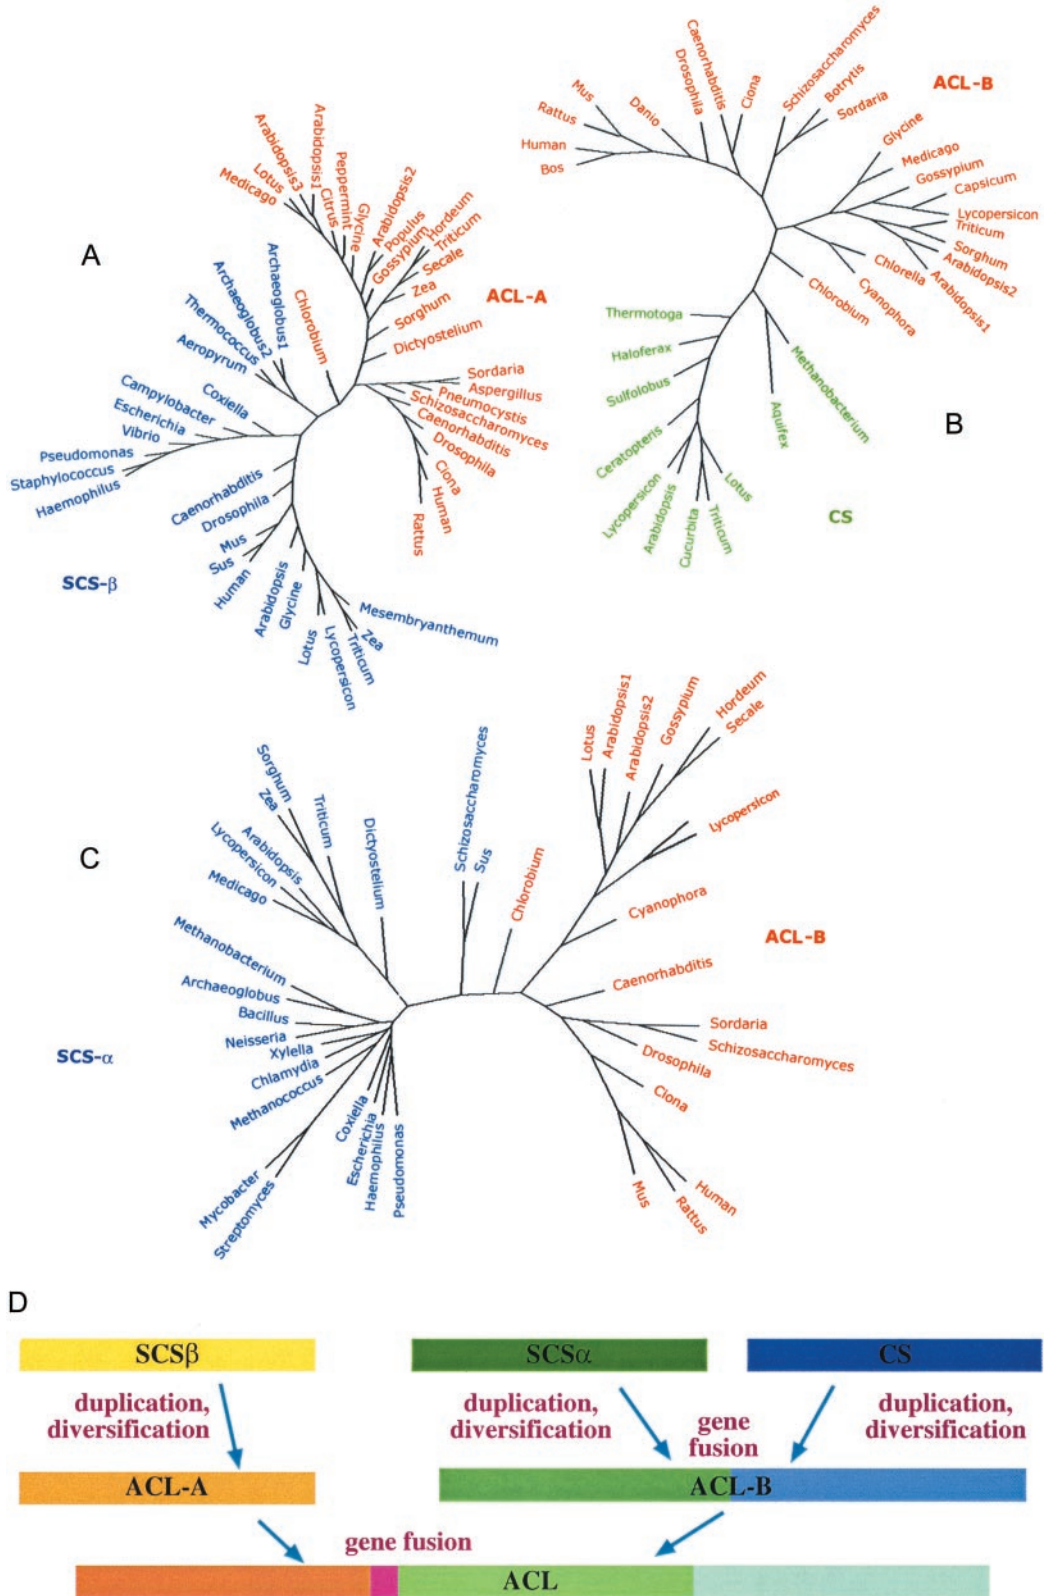 A
Medicago
Lotus
Arabidopsis3
Arabidopsis1
Citrus
Peppermint
Glycine
Arabidopsis2
Populus
Gossypium
Hordeum
Triticum
Secale
Zea
Sorghum
Dictyostelium
ACL-A
Sordaria
Aspergillus
Pneumocystis
Schizosaccharomyces
Caenorhabditis
Drosophila
Ciona
Human
Rattus
Chlorobium
Archaeoglobus1
Archaeoglobus2
Thermococcus
Aeropyrum
Coxiella
Campylobacter
Escherichia
Vibrio
Pseudomonas
Staphylococcus
Haemophilus
Caenorhabditis
Drosophila
Mus
Sus
Human
Arabidopsis
Glycine
Lotus
Lycopersicon
Triticum
Zea
Mesembryanthemum
SCS-β
B
Bos
Human
Rattus
Mus
Danio
Drosophila
Caenorhabditis
Ciona
Schizosaccharomyces
Botrytis
Sordaria
ACL-B
Glycine
Medicago
Gossypium
Capsicum
Lycopersicon
Triticum
Sorghum
Arabidopsis2
Arabidopsis1
Chlorella
Cyanophora
Chlorobium
Methanobacterium
Aquifex
Thermotoga
Haloferax
Sulfolobus
Ceratopteris
Lycopersicon
Arabidopsis
Cucurbita
Triticum
Lotus
CS
C
Sorghum
Zea
Triticum
Arabidopsis
Lycopersicon
Medicago
Dictyostelium
Schizosaccharomyces
Sus
Chlorobium
Lotus
Arabidopsis1
Arabidopsis2
Gossypium
Hordeum
Secale
Lycopersicon
Cyanophora
ACL-B
Caenorhabditis
Sordaria
Schizosaccharomyces
Drosophila
Ciona
Human
Rattus
Mus
Methanobacterium
Archaeoglobus
Bacillus
Neisseria
Xylella
Chlamydia
Methanococcus
Mycobacter
Streptomyces
Coxiella
Escherichia
Haemophilus
Pseudomonas
SCS-α
D
SCSβ
SCSα
CS
duplication,
diversification
duplication,
diversification
gene
fusion
duplication,
diversification
ACL-A
ACL-B
gene fusion
ACL